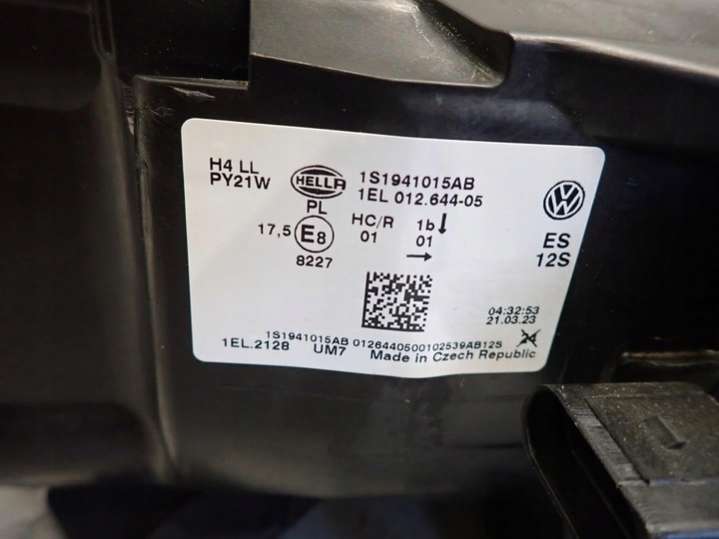 H4 LL
PY21W
HELLA
1S1941015AB
1EL 012.644-05
PL
17,5 E8
8227
HC/R 1b
01 01
ES
12S
04:32:53
21.03.23
1S1941015AB 0126440500102539AB12S
1EL.2128 UM7 Made in Czech Republic